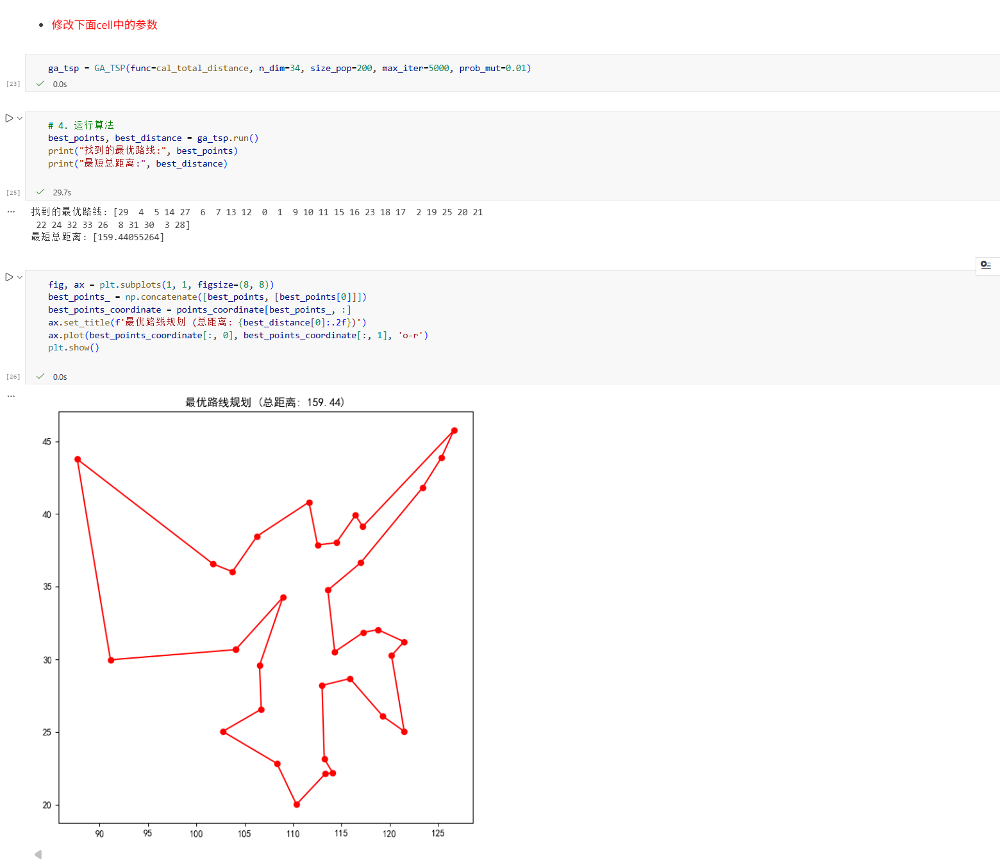 修改下面cell中的参数
ga_tsp = GA_TSP(func=cal_total_distance, n_dim=34, size_pop=200, max_iter=5000, prob_mut=0.01)
[23]
0.0s
# 4. 运行算法
best_points, best_distance = ga_tsp.run()
print("找到的最优路线:", best_points)
print("最短总距离:", best_distance)
[25]
29.7s
找到的最优路线: [29  4  5 14 27  6  7 13 12  0  1  9 10 11 15 16 23 18 17  2 19 25 20 21
 22 24 32 33 26  8 31 30  3 28]
最短总距离: [159.44055264]
fig, ax = plt.subplots(1, 1, figsize=(8, 8))
best_points_ = np.concatenate([best_points, [best_points[0]]])
best_points_coordinate = points_coordinate[best_points_, :]
ax.set_title(f'最优路线规划 (总距离: {best_distance[0]:.2f})')
ax.plot(best_points_coordinate[:, 0], best_points_coordinate[:, 1], 'o-r')
plt.show()
[26]
0.0s
最优路线规划 (总距离: 159.44)
45
40
35
30
25
20
90 95 100 105 110 115 120 125